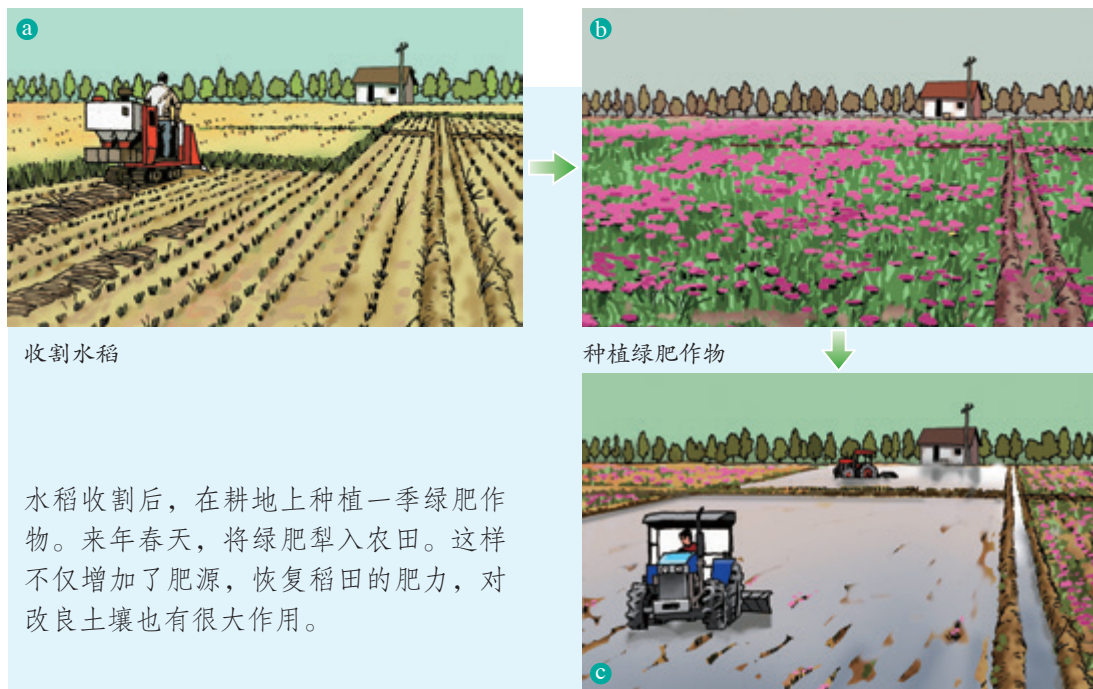 a
b
收割水稻
种植绿肥作物
水稻收割后，在耕地上种植一季绿肥作
物。来年春天，将绿肥犁入农田。这样
不仅增加了肥源，恢复稻田的肥力，对
改良土壤也有很大作用。
c